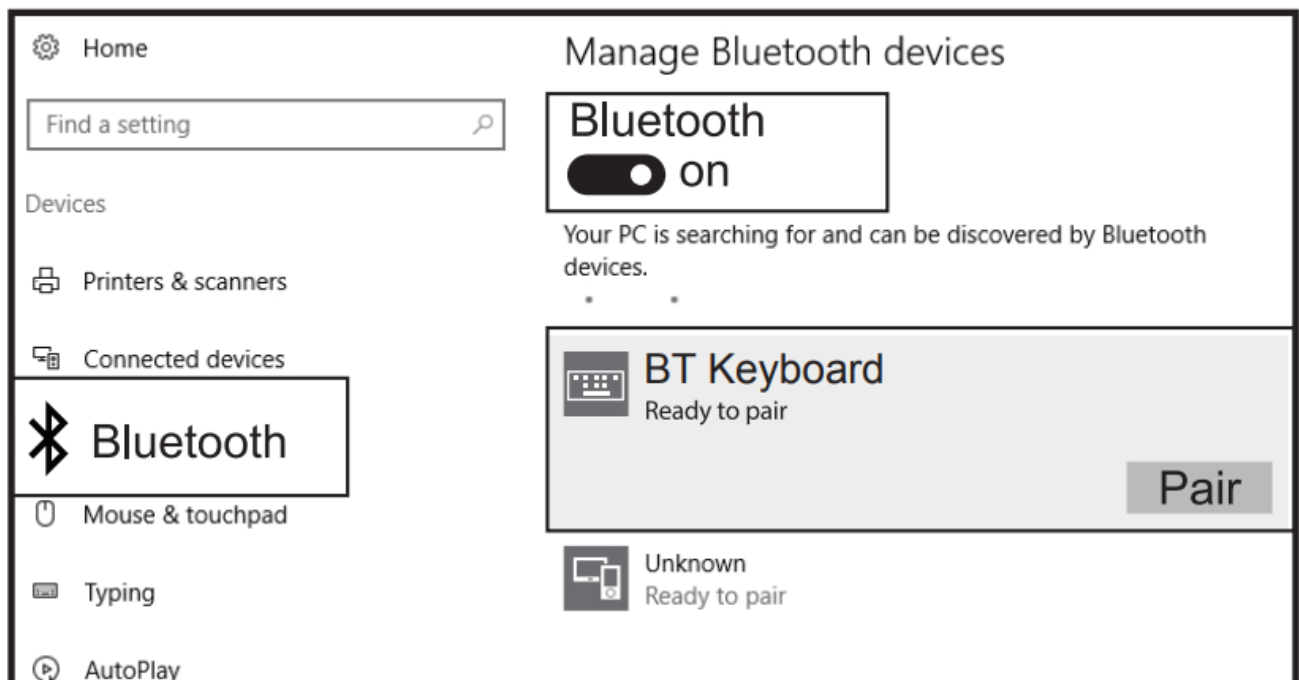 Home
Find a setting
Devices
Printers & scanners
Connected devices
Bluetooth
Mouse & touchpad
Typing
AutoPlay
Manage Bluetooth devices
Bluetooth
on
Your PC is searching for and can be discovered by Bluetooth
devices.
BT Keyboard
Ready to pair
Pair
Unknown
Ready to pair